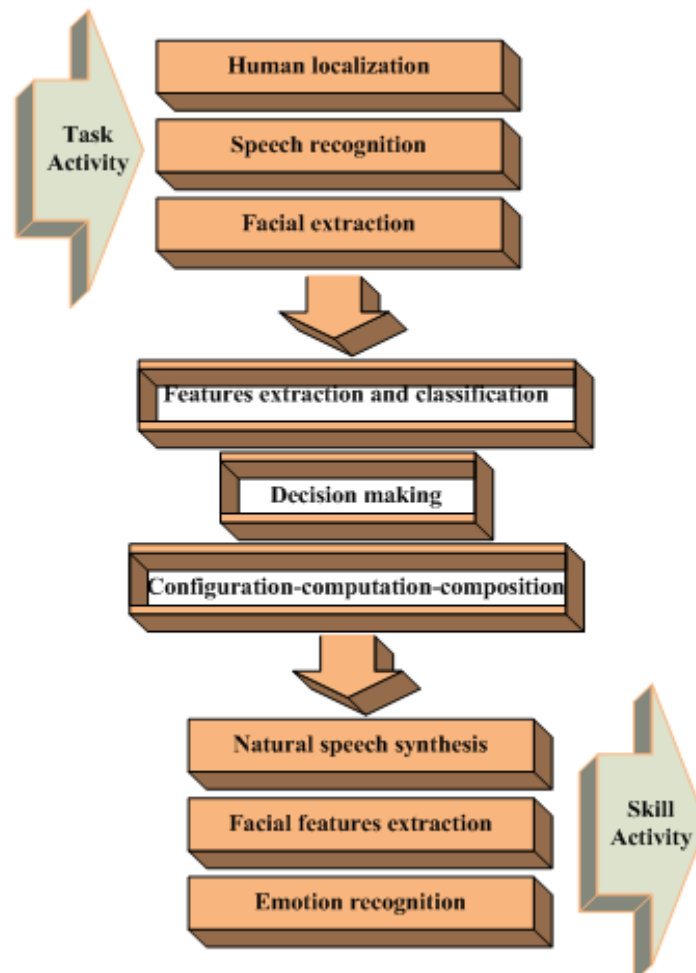 Human localization
Task
Activity
Speech recognition
Facial extraction
Features extraction and classification
Decision making
Configuration-computation-composition
Natural speech synthesis
Facial features extraction
Skill
Activity
Emotion recognition